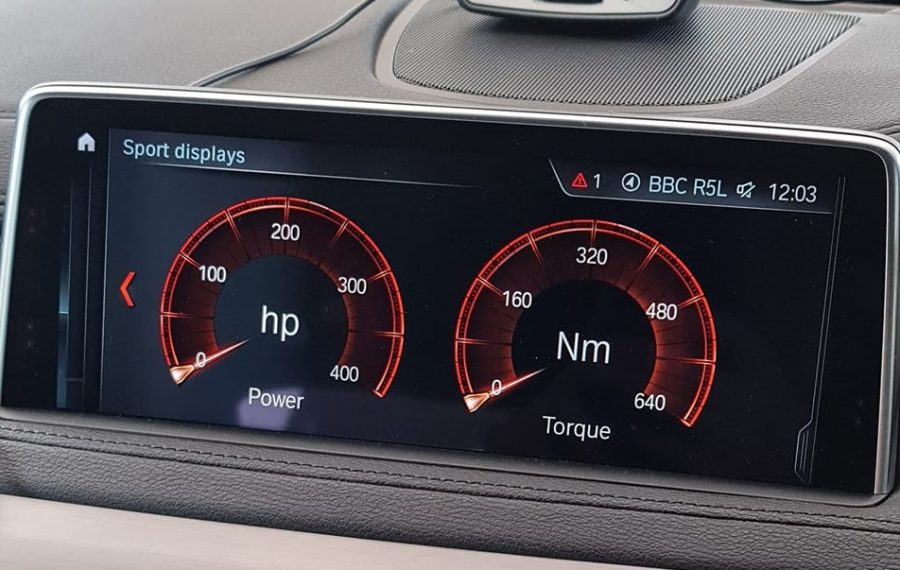 Sport displays
1 BBC R5L 12:03
0
100
200
300
400
hp
Power
0
160
320
480
640
Nm
Torque